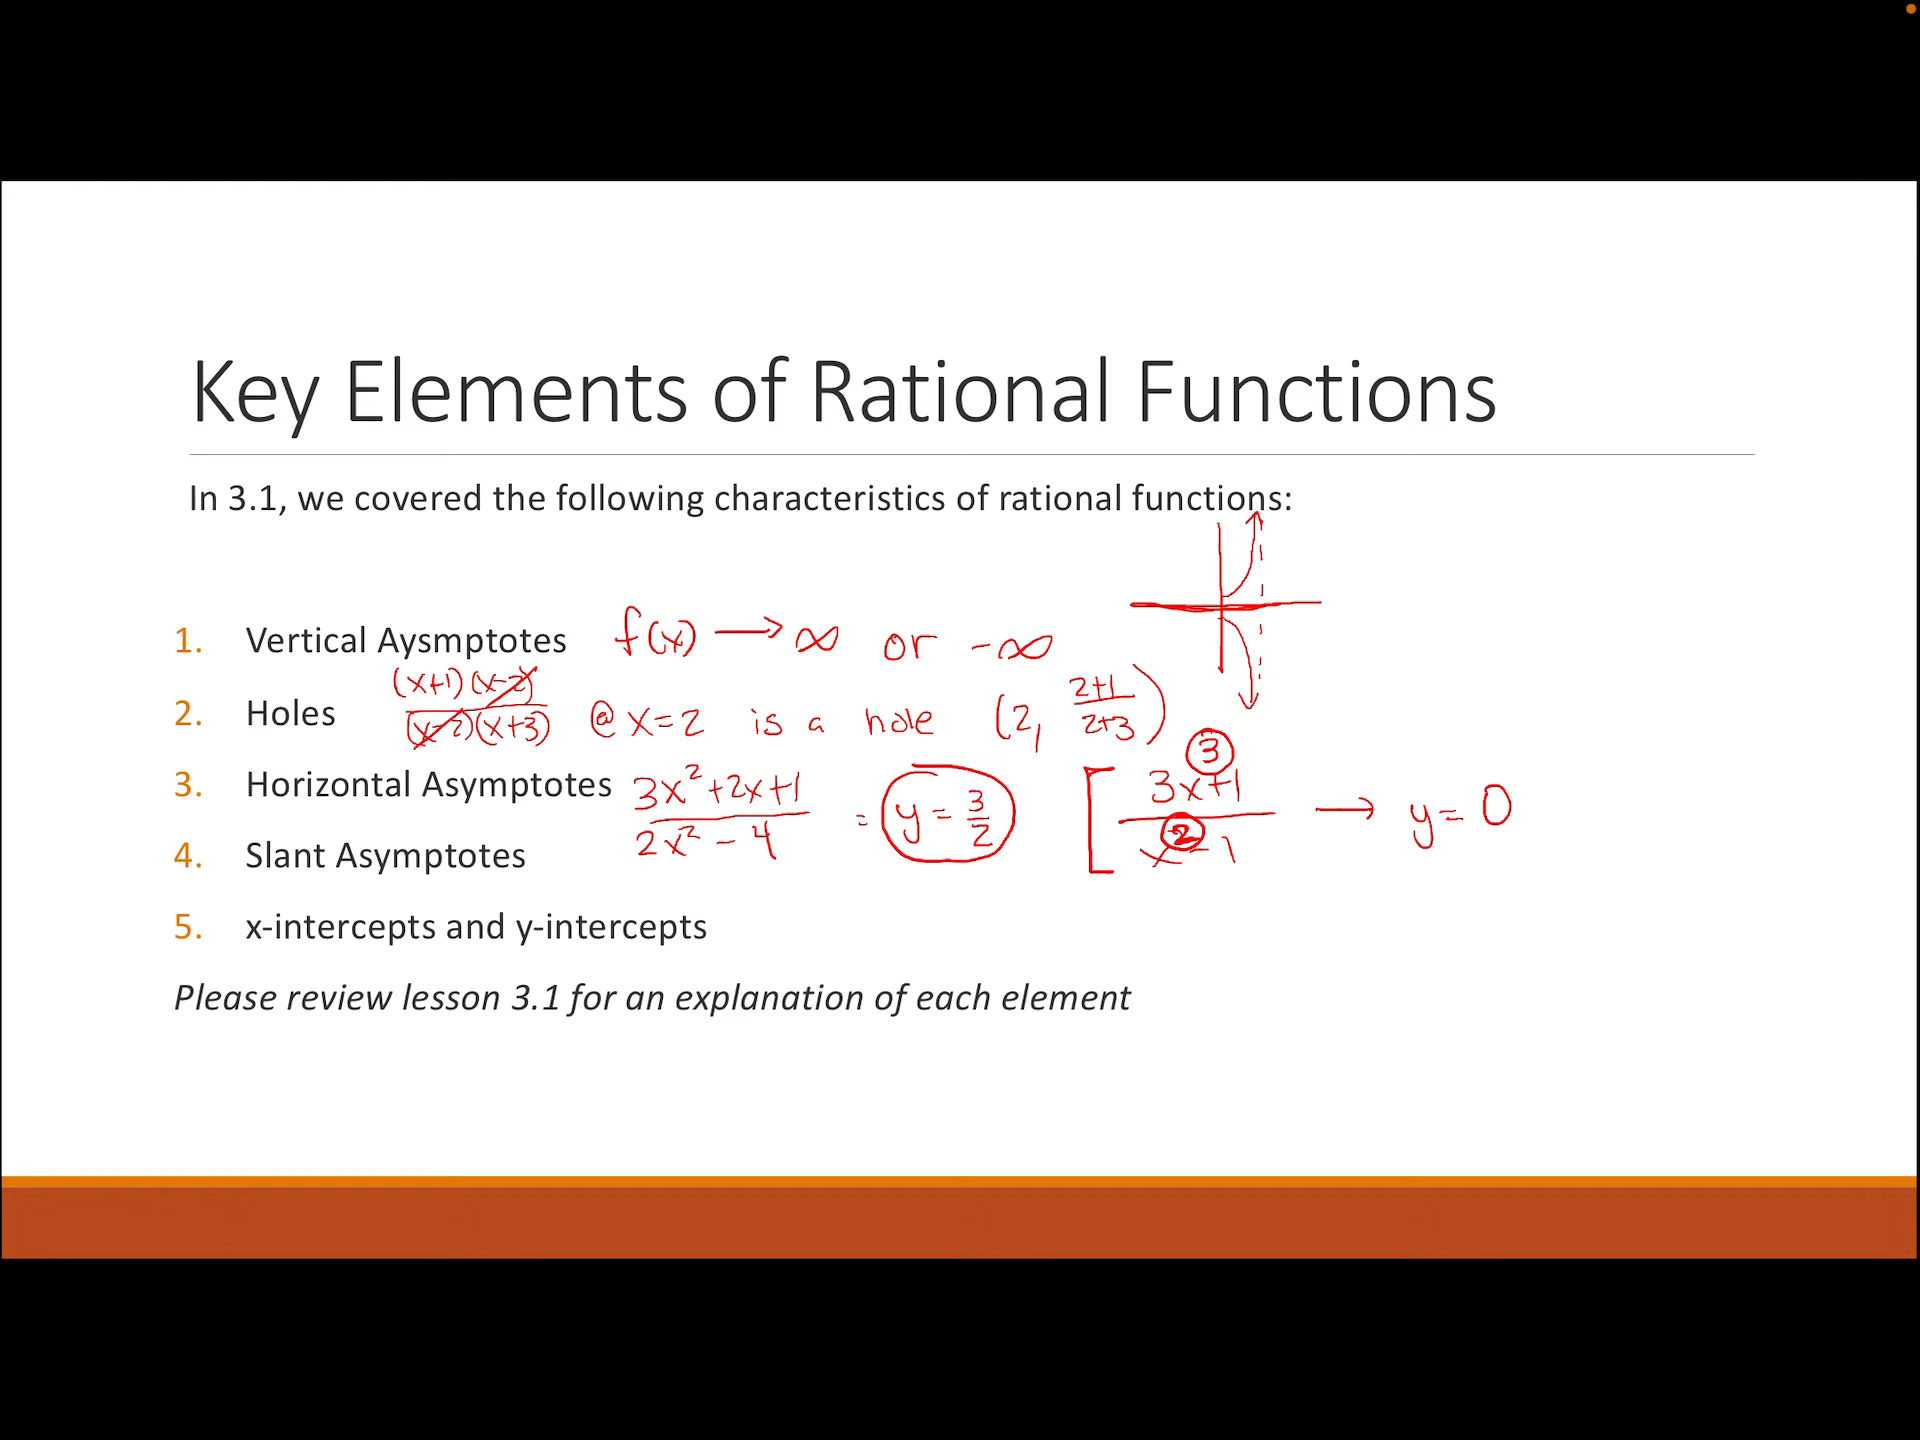 Key Elements of Rational Functions
In 3.1, we covered the following characteristics of rational functions:
1. Vertical Aysmptotes f(x) → ∞ or -∞
(x+1)(x-2)
2. Holes (x-2)(x+3) @ x=2 is a hole (2, 2+1/2+3)
3
3. Horizontal Asymptotes 3x²+2x+1 / 2x²-4 = y = 3/2 [ 3x+1 / x²-1 → y = 0
4. Slant Asymptotes
5. x-intercepts and y-intercepts
Please review lesson 3.1 for an explanation of each element